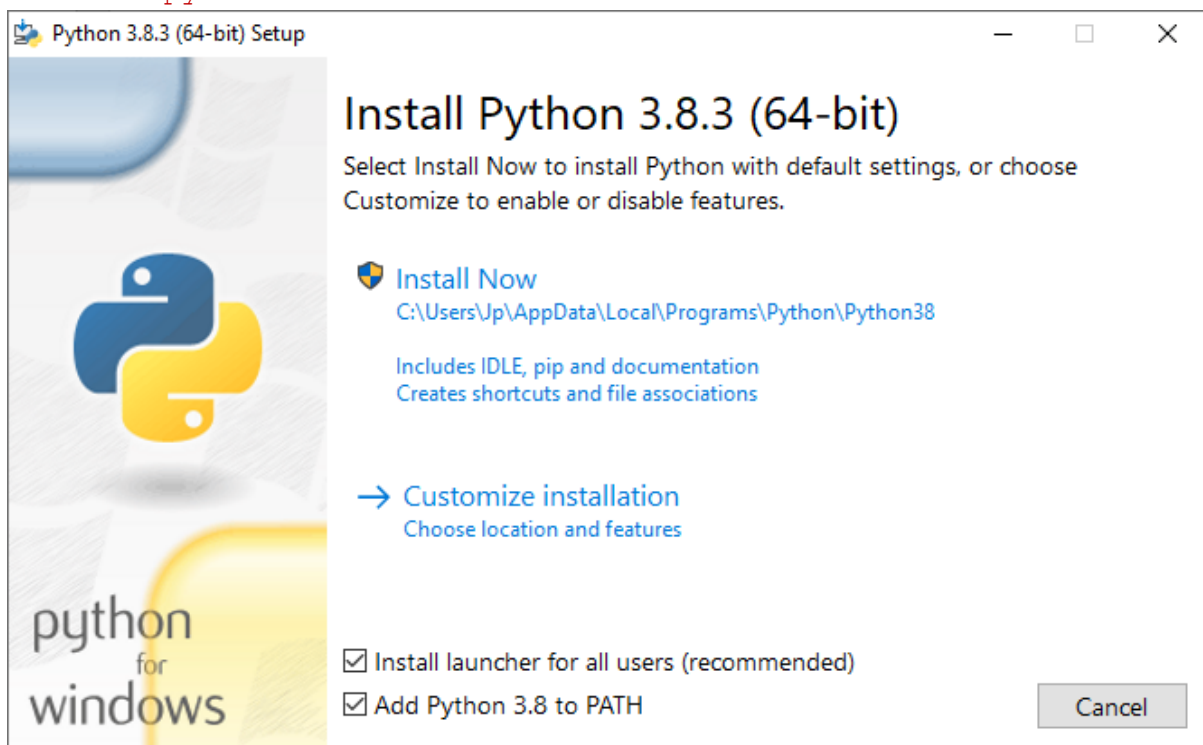 Python 3.8.3 (64-bit) Setup
Install Python 3.8.3 (64-bit)
Select Install Now to install Python with default settings, or choose
Customize to enable or disable features.
Install Now
C:\Users\Jp\AppData\Local\Programs\Python\Python38
Includes IDLE, pip and documentation
Creates shortcuts and file associations
Customize installation
Choose location and features
python
for
windows
Install launcher for all users (recommended)
Add Python 3.8 to PATH
Cancel